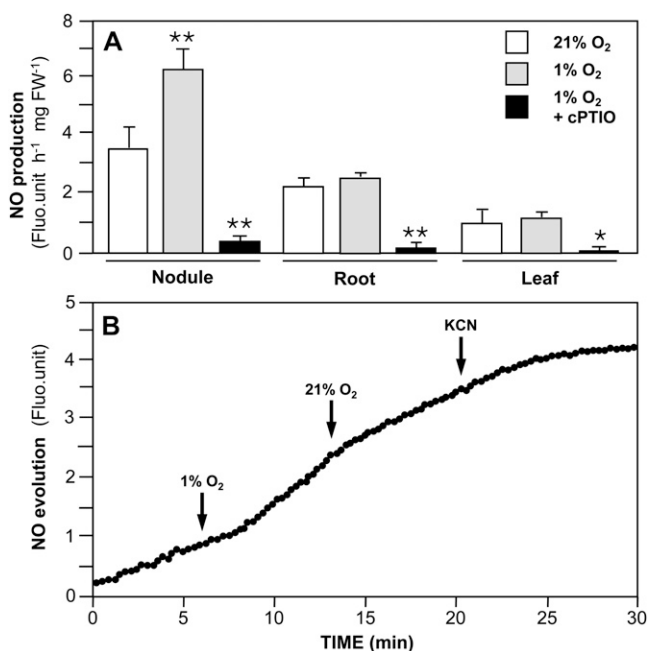 A
NO production
(Fluo.unit h⁻¹ mg FW⁻¹)
8
6
4
2
0
**
**
**
*
21% O₂
1% O₂
1% O₂
+ cPTIO
Nodule Root Leaf
B
NO evolution
(Fluo.unit)
5
4
3
2
1
0
1% O₂
21% O₂
KCN
0 5 10 15 20 25 30
TIME (min)